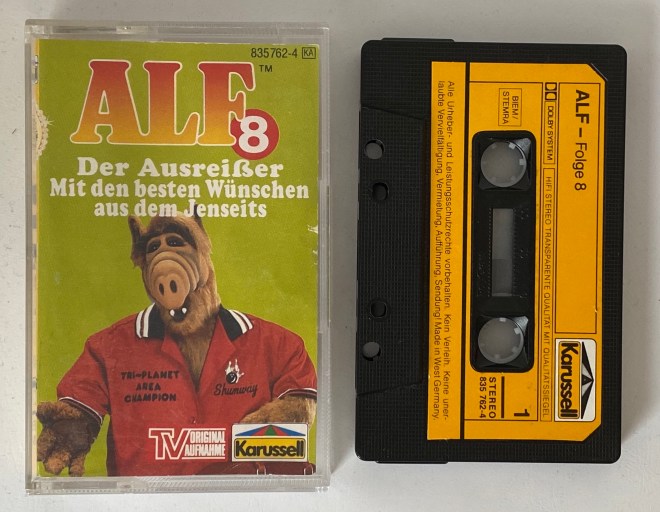 835762-4 KA
ALF™
8
Der Ausreißer
Mit den besten Wünschen
aus dem Jenseits
TRI-PLANET
AREA
CHAMPION
Shumway
TV ORIGINAL
AUFNAHME
Karussell
ALF – Folge 8
DOLBY SYSTEM
HIFI STEREO TRANSPARENTE QUALITÄT MIT QUALITÄTSSIEGEL
BIEM/
STEMRA
Karussell
1
STEREO
835 762-4
Alle Urheber- und Leistungsschutzrechte vorbehalten. Kein Verleih. Keine uner-
laubte Vervielfältigung, Vermietung, Aufführung, Sendung! Made in West Germany